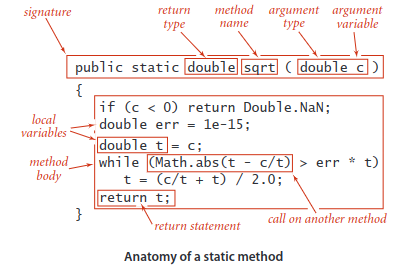 signature
return type
method name
argument type
argument variable
public static double sqrt ( double c )
{
if (c < 0) return Double.NaN;
double err = 1e-15;
local variables
double t = c;
method body
while (Math.abs(t - c/t) > err * t)
t = (c/t + t) / 2.0;
return t;
}
return statement
call on another method
Anatomy of a static method